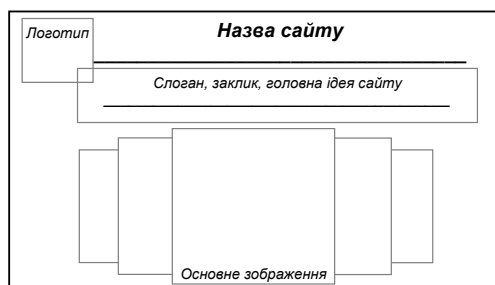 Логотип
Назва сайту
Слоган, заклик, головна ідея сайту
Основне зображення